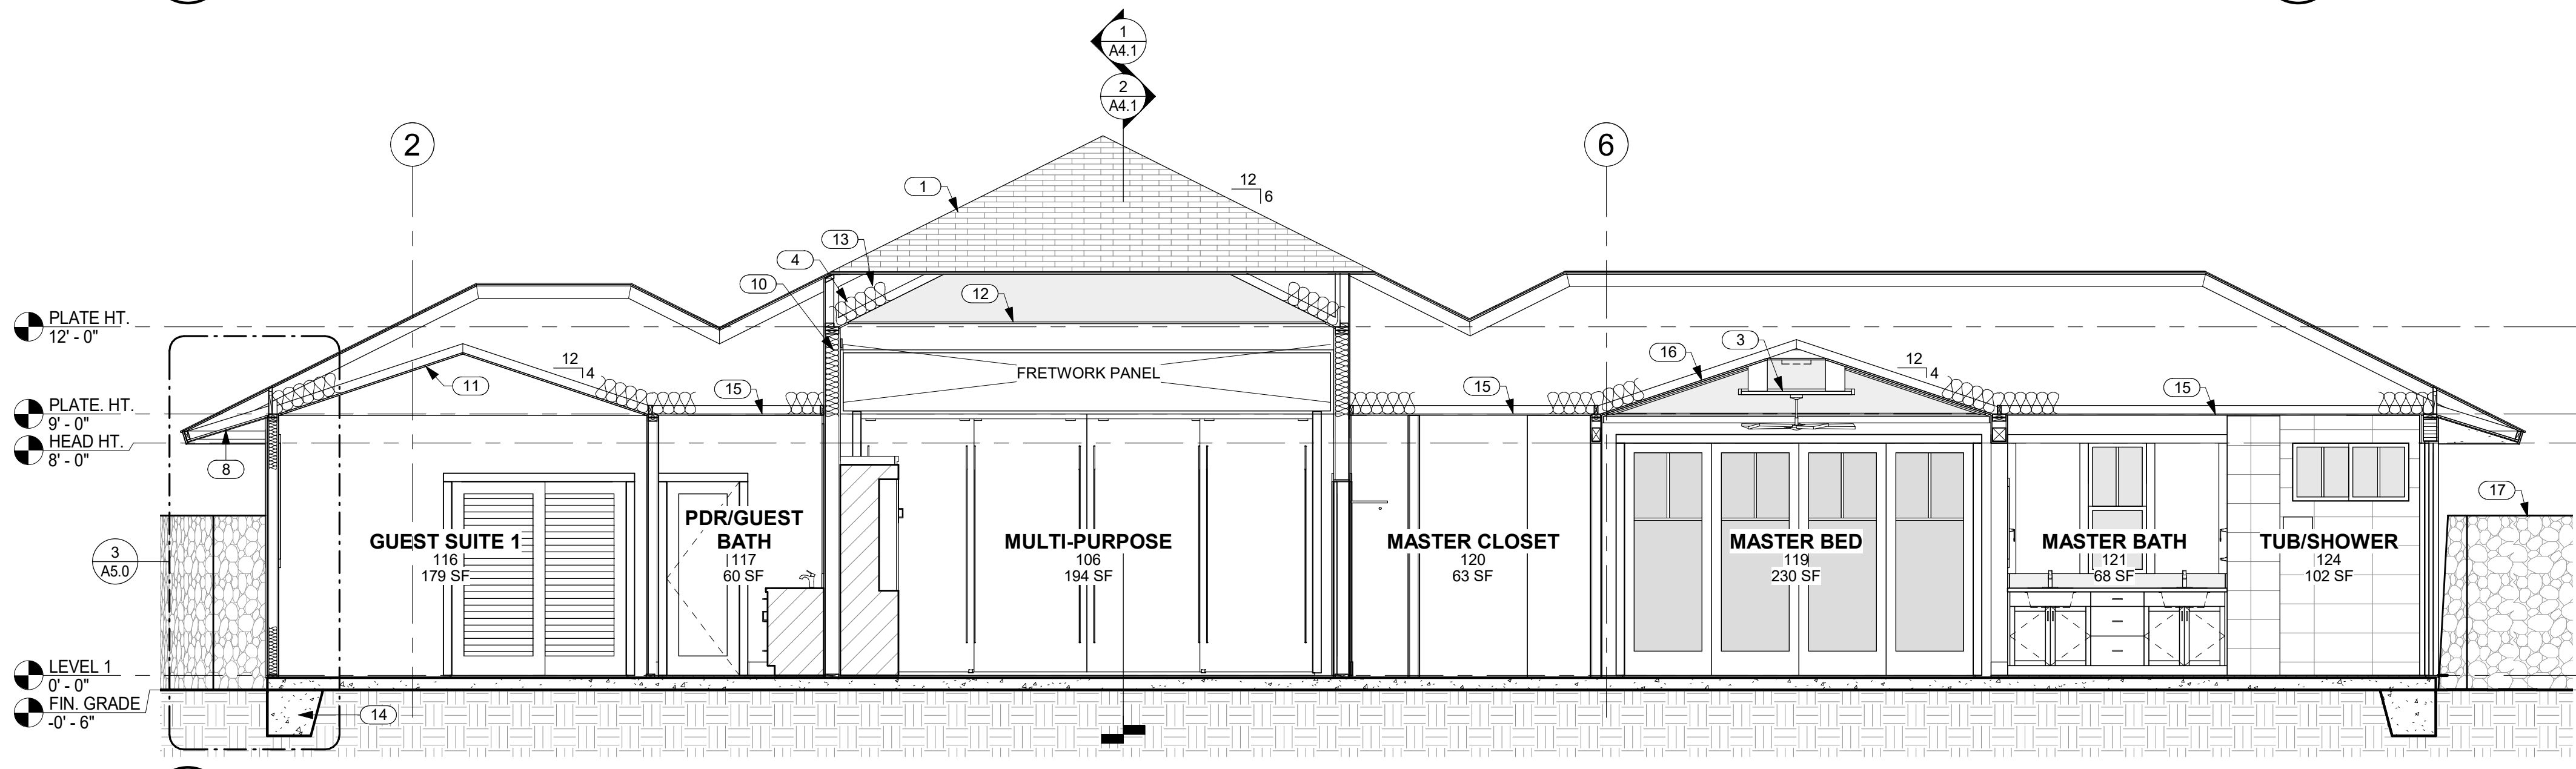 1
A4.1
2
A4.1
2
6
1
12
6
13
4
10
12
PLATE HT.
12' - 0"
FRETWORK PANEL
3
16
12
4
12
4
11
15
15
15
PLATE. HT.
9' - 0"
HEAD HT.
8' - 0"
8
17
3
A5.0
GUEST SUITE 1
116
179 SF
PDR/GUEST
BATH
117
60 SF
MULTI-PURPOSE
106
194 SF
MASTER CLOSET
120
63 SF
MASTER BED
119
230 SF
MASTER BATH
121
68 SF
TUB/SHOWER
124
102 SF
LEVEL 1
0' - 0"
FIN. GRADE
-0' - 6"
14